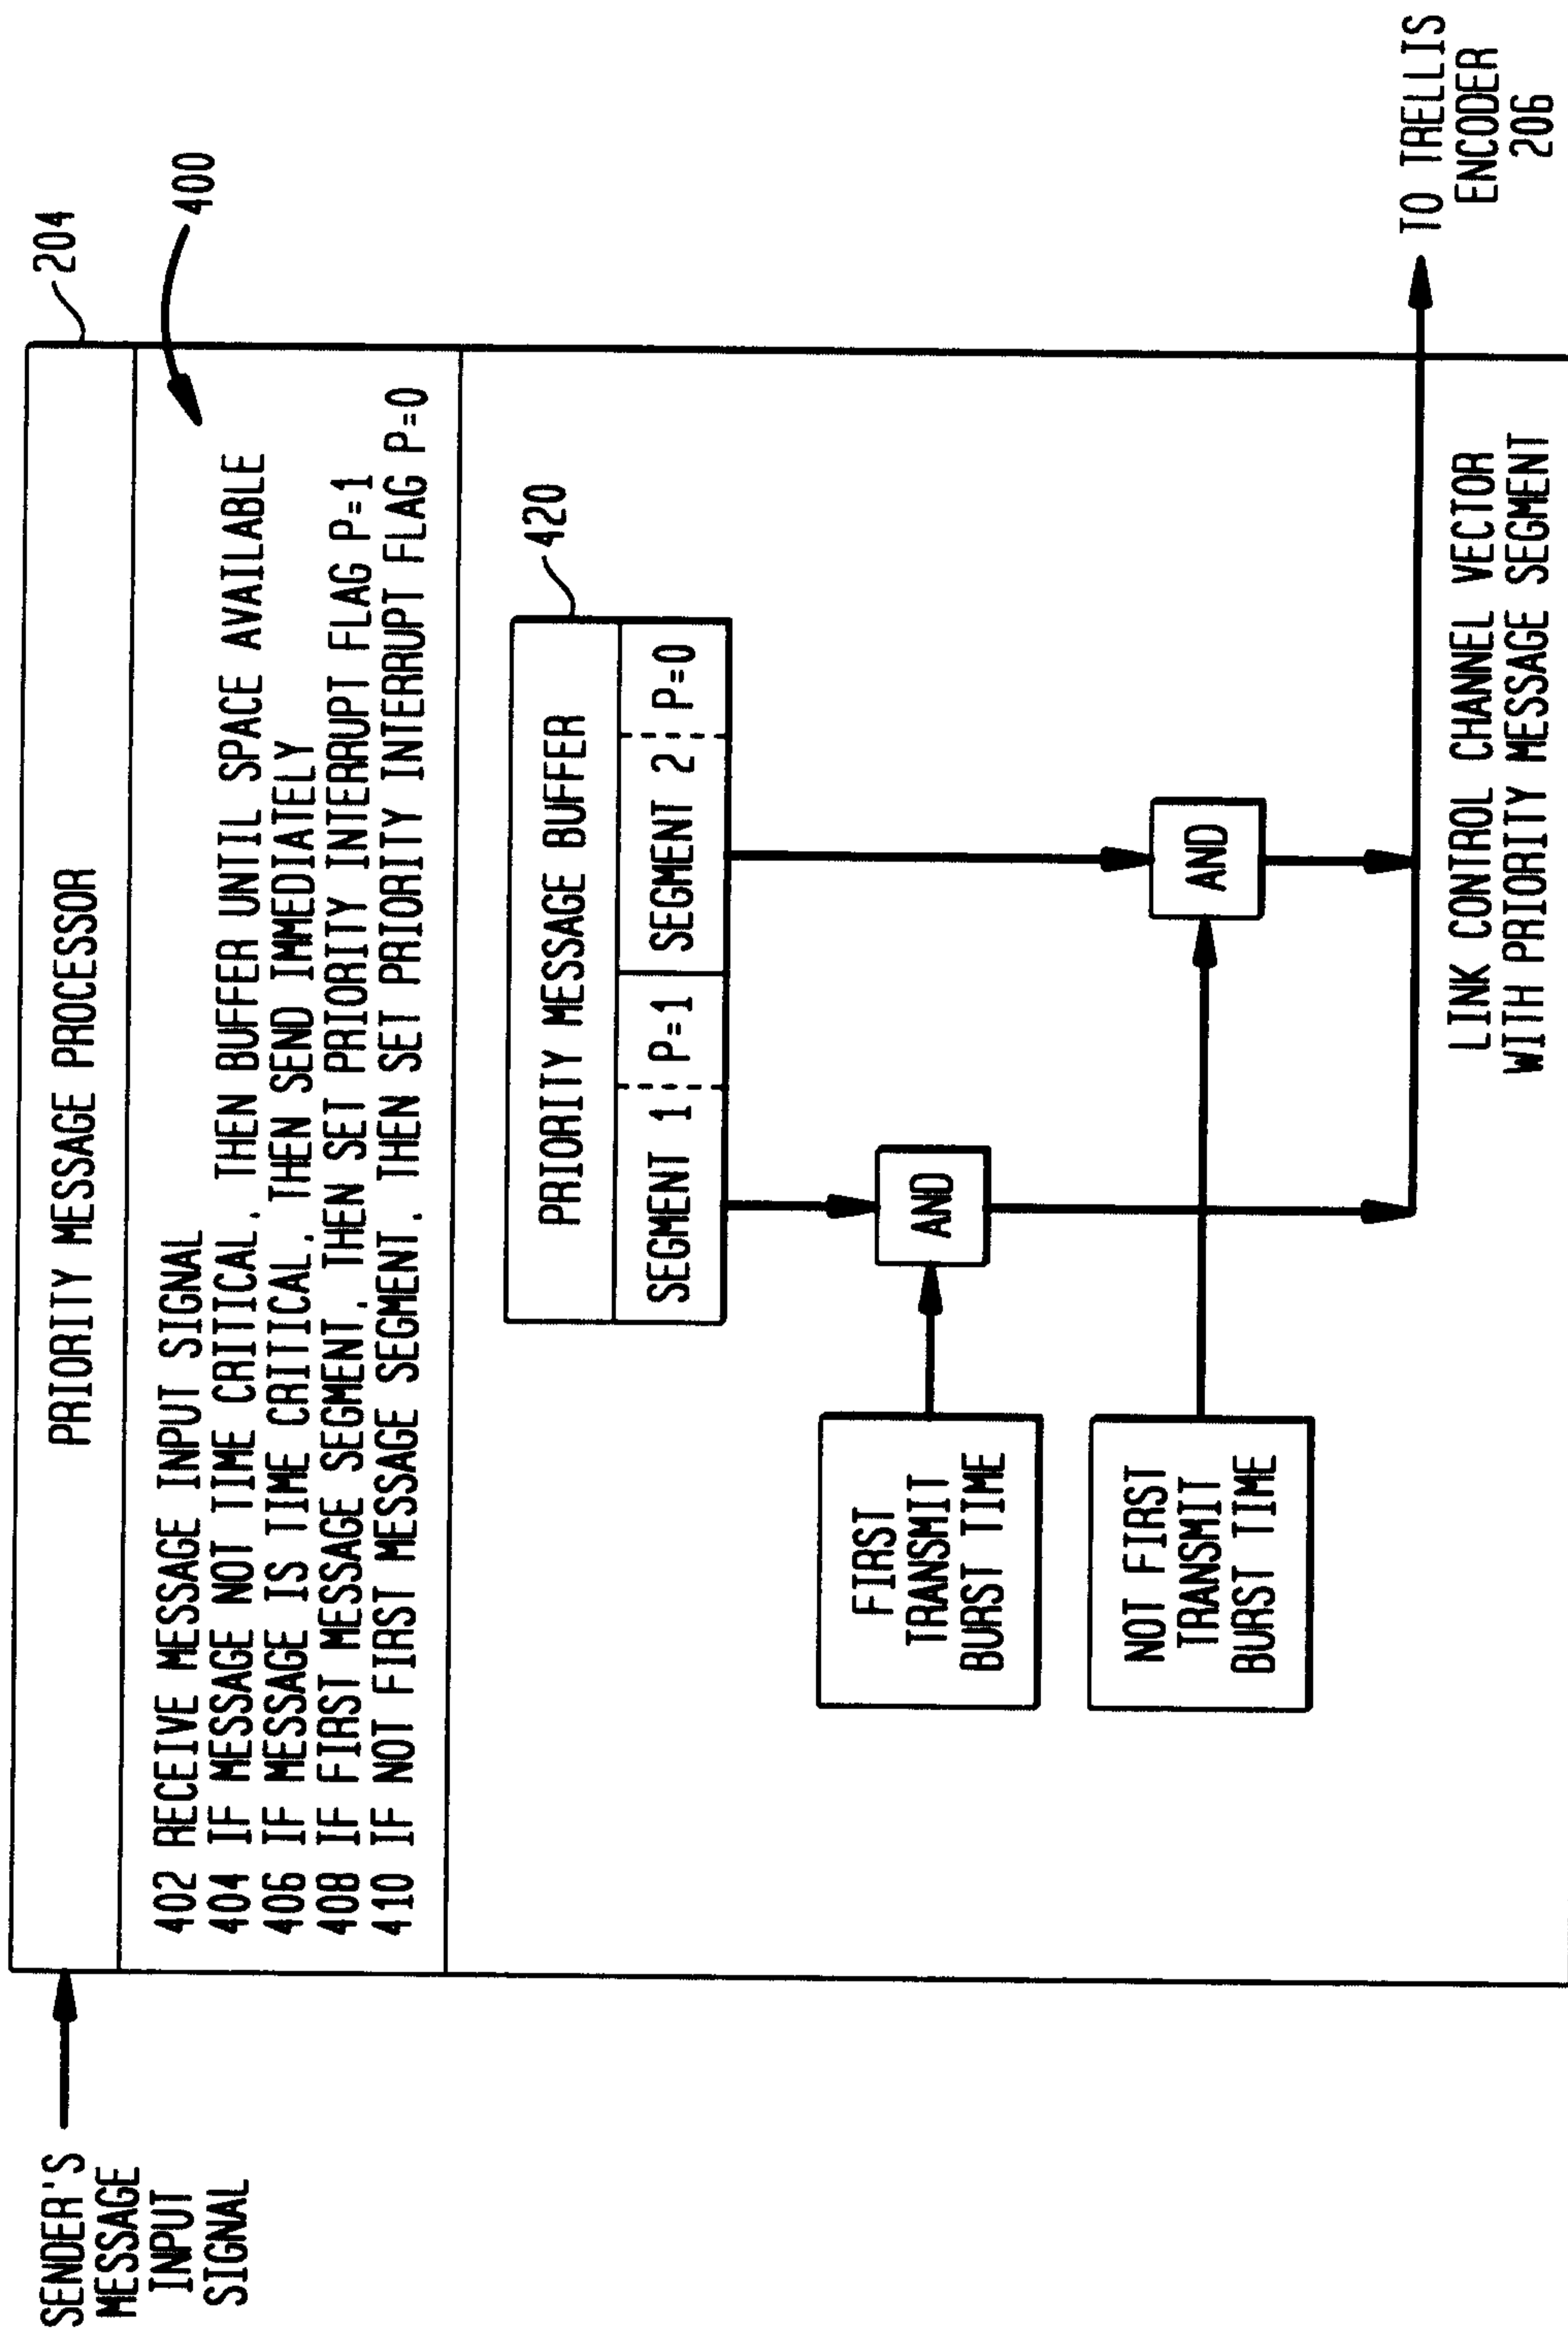 SENDER'S
MESSAGE
INPUT
SIGNAL
PRIORITY MESSAGE PROCESSOR
204
400
402 RECEIVE MESSAGE INPUT SIGNAL
404 IF MESSAGE NOT TIME CRITICAL, THEN BUFFER UNTIL SPACE AVAILABLE
406 IF MESSAGE IS TIME CRITICAL, THEN SEND IMMEDIATELY
408 IF FIRST MESSAGE SEGMENT, THEN SET PRIORITY INTERRUPT FLAG P=1
410 IF NOT FIRST MESSAGE SEGMENT, THEN SET PRIORITY INTERRUPT FLAG P=0
420
PRIORITY MESSAGE BUFFER
SEGMENT 1 P=1 SEGMENT 2 P=0
FIRST
TRANSMIT
BURST TIME
AND
NOT FIRST
TRANSMIT
BURST TIME
AND
LINK CONTROL CHANNEL VECTOR
WITH PRIORITY MESSAGE SEGMENT
TO TRELLIS
ENCODER
206